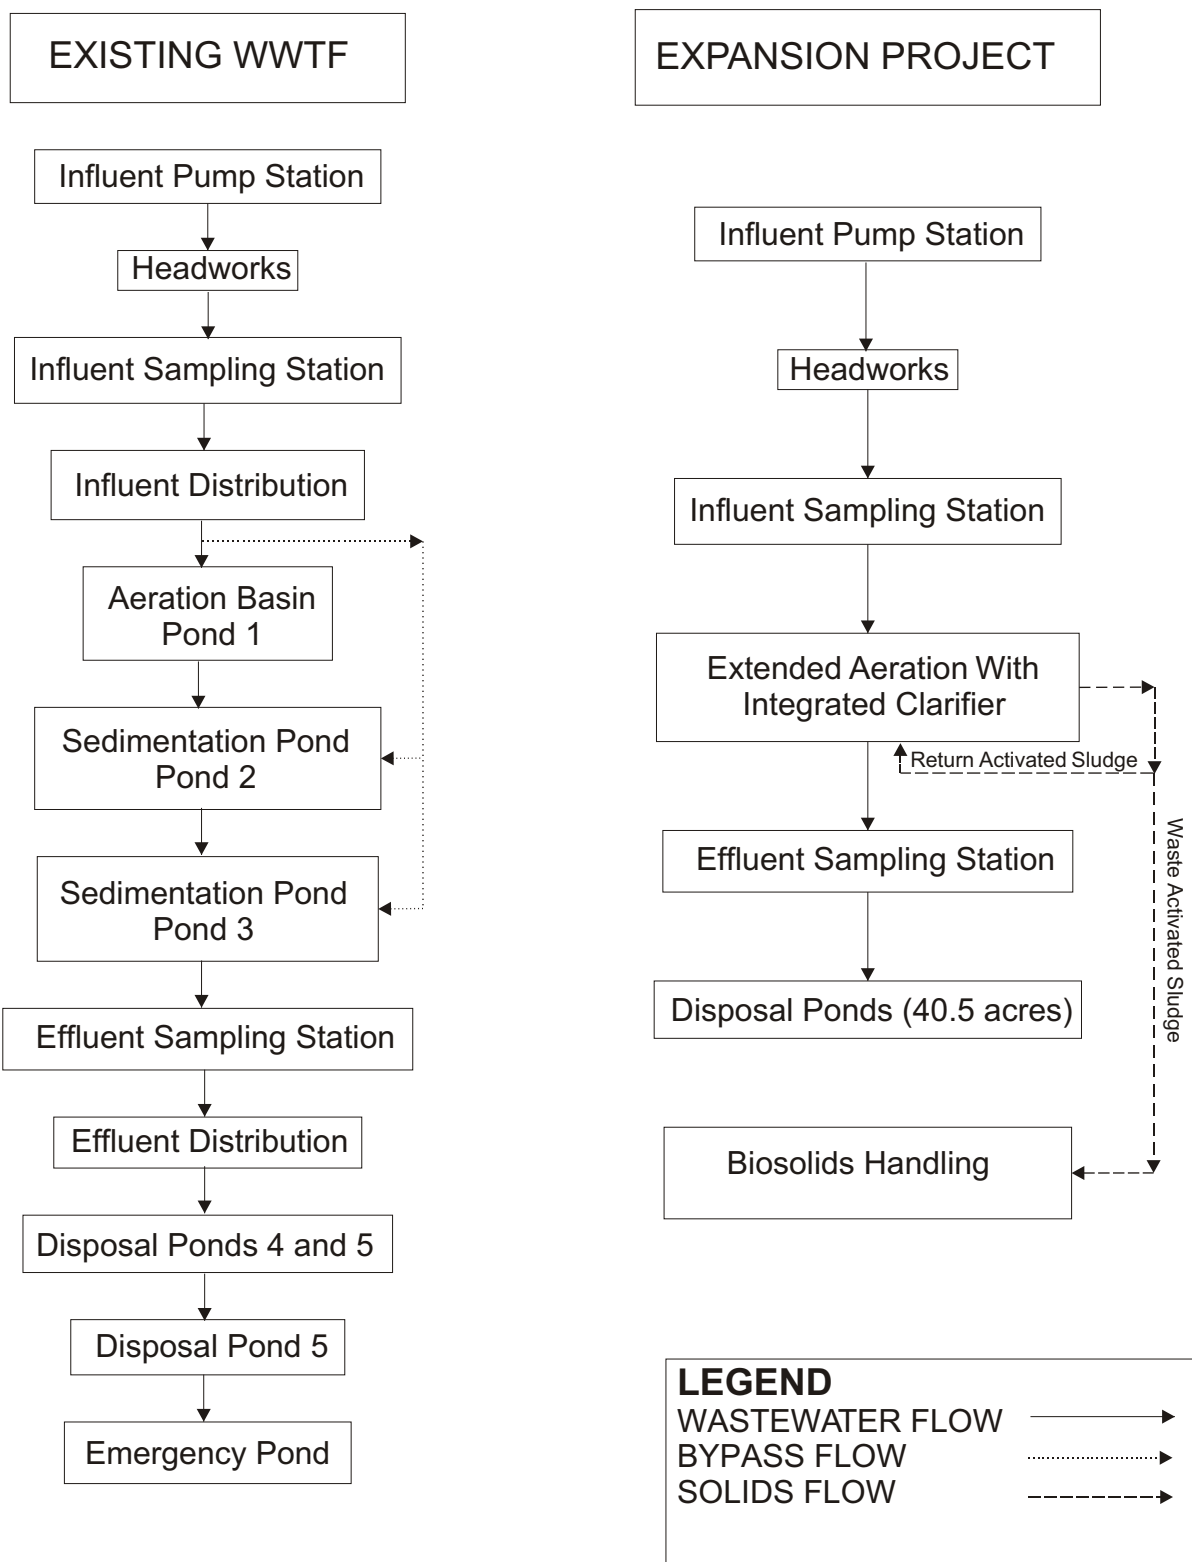 EXISTING WWTF
Influent Pump Station
Headworks
Influent Sampling Station
Influent Distribution
Aeration Basin
Pond 1
Sedimentation Pond
Pond 2
Sedimentation Pond
Pond 3
Effluent Sampling Station
Effluent Distribution
Disposal Ponds 4 and 5
Disposal Pond 5
Emergency Pond
EXPANSION PROJECT
Influent Pump Station
Headworks
Influent Sampling Station
Extended Aeration With
Integrated Clarifier
Return Activated Sludge
Waste Activated Sludge
Effluent Sampling Station
Disposal Ponds (40.5 acres)
Biosolids Handling
LEGEND
WASTEWATER FLOW
BYPASS FLOW
SOLIDS FLOW